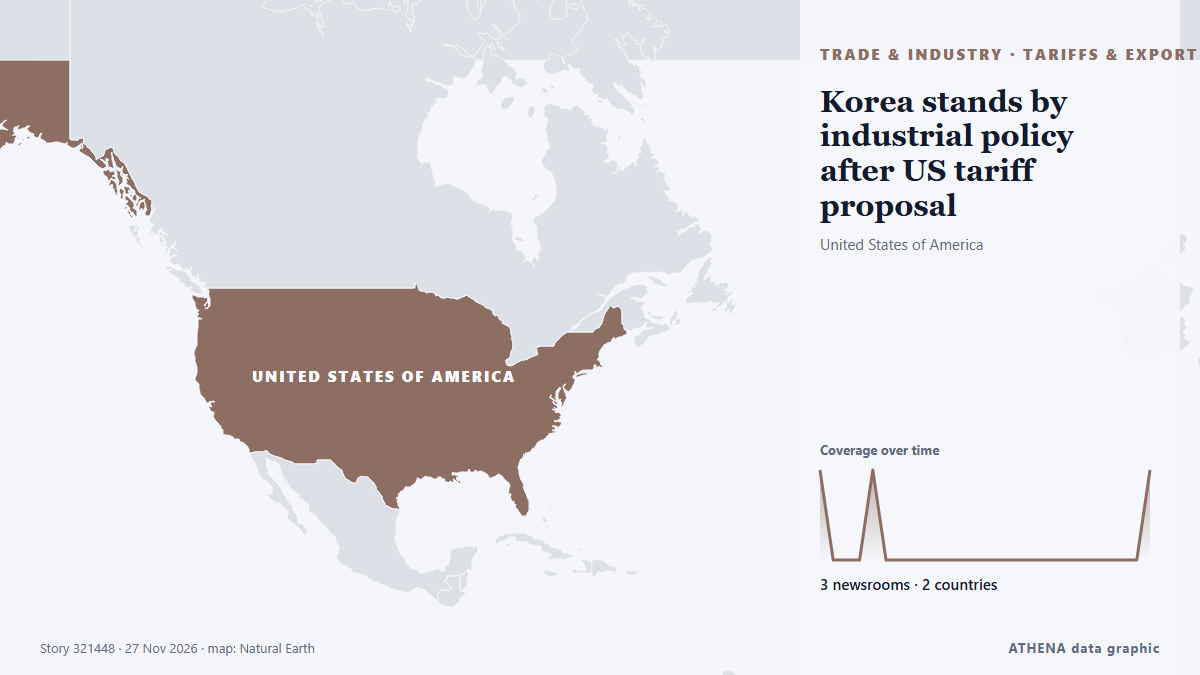 TRADE & INDUSTRY · TARIFFS & EXPORT
Korea stands by
industrial policy
after US tariff
proposal
United States of America
UNITED STATES OF AMERICA
Coverage over time
3 newsrooms · 2 countries
Story 321448 · 27 Nov 2026 · map: Natural Earth
ATHENA data graphic